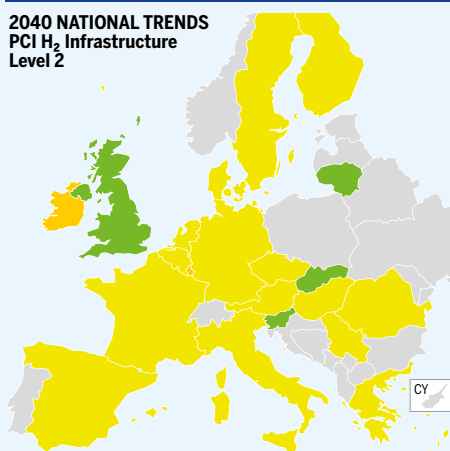 2040 NATIONAL TRENDS
PCI H₂ Infrastructure
Level 2
CY